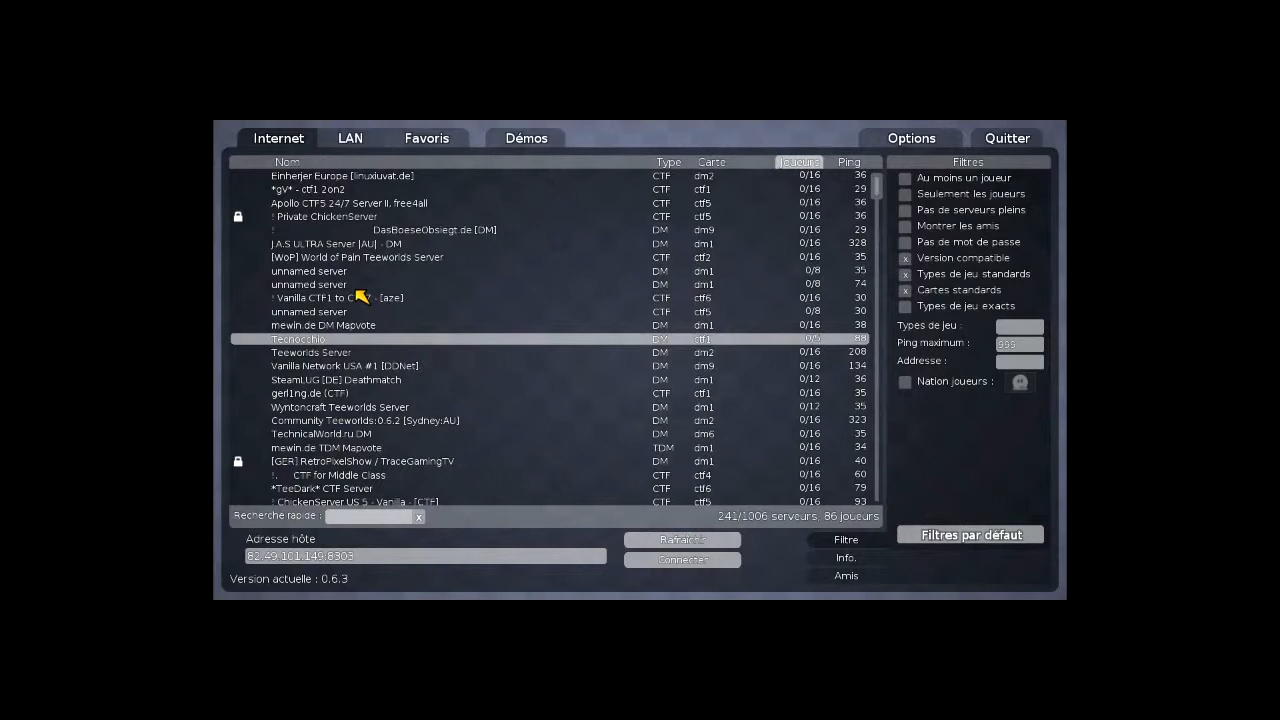 Internet LAN Favoris Démos Options Quitter
Nom Type Carte Joueurs Ping Filtres
Einherjer Europe [linuxiuvat.de] CTF dm2 0/16 36
*gV* - ctf1 2on2 CTF ctf1 0/16 29
Apollo CTF5 24/7 Server II, free4all CTF ctf5 0/16 36
! Private ChickenServer CTF ctf5 0/16 36
! DasBoeseObsiegt.de [DM] DM dm9 0/16 29
J.A.S ULTRA Server |AU| - DM DM dm1 0/16 328
[WoP] World of Pain Teeworlds Server CTF ctf2 0/16 35
unnamed server DM dm1 0/8 35
unnamed server DM dm1 0/8 74
! Vanilla CTF1 to - [aze] CTF ctf6 0/16 30
unnamed server CTF ctf5 0/8 30
mewin.de DM Mapvote DM dm1 0/16 38
Tecnocchio DM ctf1 0/5 88
Teeworlds Server DM dm2 0/16 208
Vanilla Network USA #1 [DDNet] DM dm9 0/16 134
SteamLUG [DE] Deathmatch DM dm1 0/12 36
gerl1ng.de (CTF) CTF ctf1 0/16 35
Wyntoncraft Teeworlds Server DM dm1 0/12 35
Community Teeworlds:0.6.2 [Sydney:AU] DM ctf2 0/16 323
TechnicalWorld.ru DM DM dm6 0/16 35
mewin.de TDM Mapvote TDM dm1 0/16 34
[GER] RetroPixelShow / TraceGamingTV DM dm1 0/16 40
!. CTF for Middle Class CTF ctf4 0/16 60
*TeeDark* CTF Server CTF ctf6 0/16 79
! ChickenServer US 5 - Vanilla - [CTF] CTF ctf5 0/16 93
Au moins un joueur
Seulement les joueurs
Pas de serveurs pleins
Montrer les amis
Pas de mot de passe
x Version compatible
x Types de jeu standards
x Cartes standards
Types de jeu exacts
Types de jeu :
Ping maximum : 999
Addresse :
Nation joueurs :
Filtres par défaut
Recherche rapide : x 241/1006 serveurs, 86 joueurs
Adresse hôte Rafraîchir Filtre
82.49.101.149:8303 Connecter Info.
Version actuelle : 0.6.3 Amis